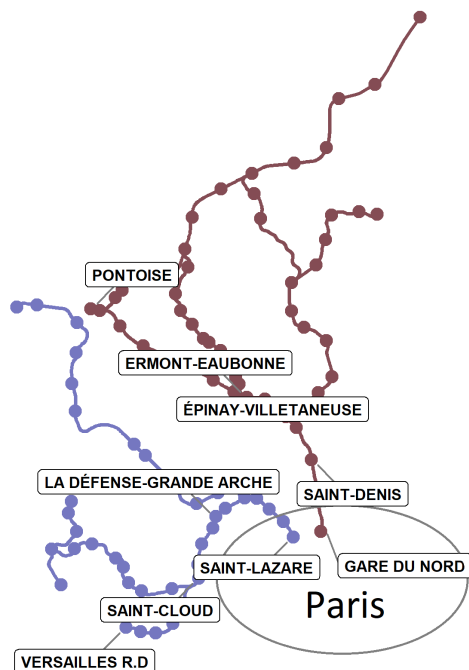 PONTOISE
ERMONT-EAUBONNE
ÉPINAY-VILLETANEUSE
LA DÉFENSE-GRANDE ARCHE
SAINT-DENIS
SAINT-LAZARE
GARE DU NORD
SAINT-CLOUD
Paris
VERSAILLES R.D